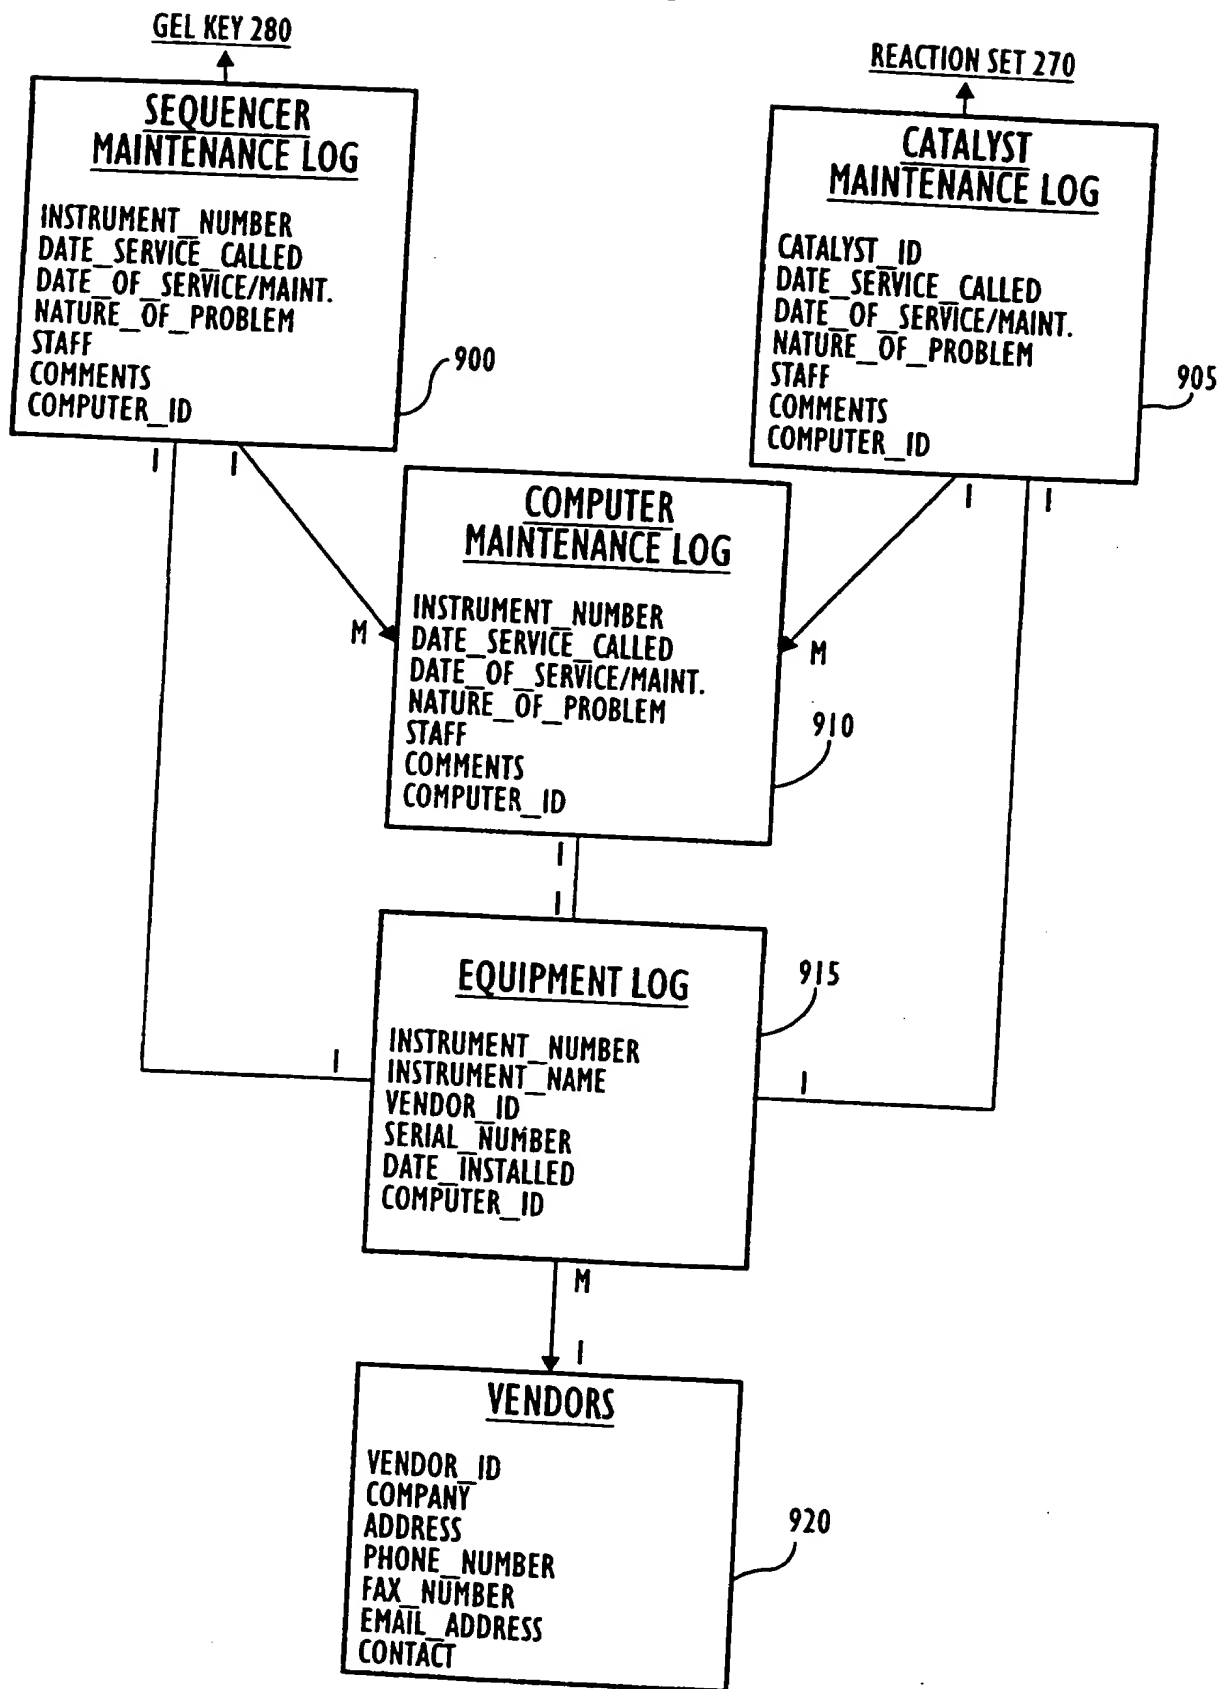 GEL KEY 280
SEQUENCER
MAINTENANCE LOG
INSTRUMENT_NUMBER
DATE_SERVICE_CALLED
DATE_OF_SERVICE/MAINT.
NATURE_OF_PROBLEM
STAFF
COMMENTS
COMPUTER_ID
900
1
1
REACTION SET 270
CATALYST
MAINTENANCE LOG
CATALYST_ID
DATE_SERVICE_CALLED
DATE_OF_SERVICE/MAINT.
NATURE_OF_PROBLEM
STAFF
COMMENTS
COMPUTER_ID
905
1
1
COMPUTER
MAINTENANCE LOG
INSTRUMENT_NUMBER
DATE_SERVICE_CALLED
DATE_OF_SERVICE/MAINT.
NATURE_OF_PROBLEM
STAFF
COMMENTS
COMPUTER_ID
M
M
910
1
1
EQUIPMENT LOG
INSTRUMENT_NUMBER
INSTRUMENT_NAME
VENDOR_ID
SERIAL_NUMBER
DATE_INSTALLED
COMPUTER_ID
915
1
1
M
1
VENDORS
VENDOR_ID
COMPANY
ADDRESS
PHONE_NUMBER
FAX_NUMBER
EMAIL_ADDRESS
CONTACT
920